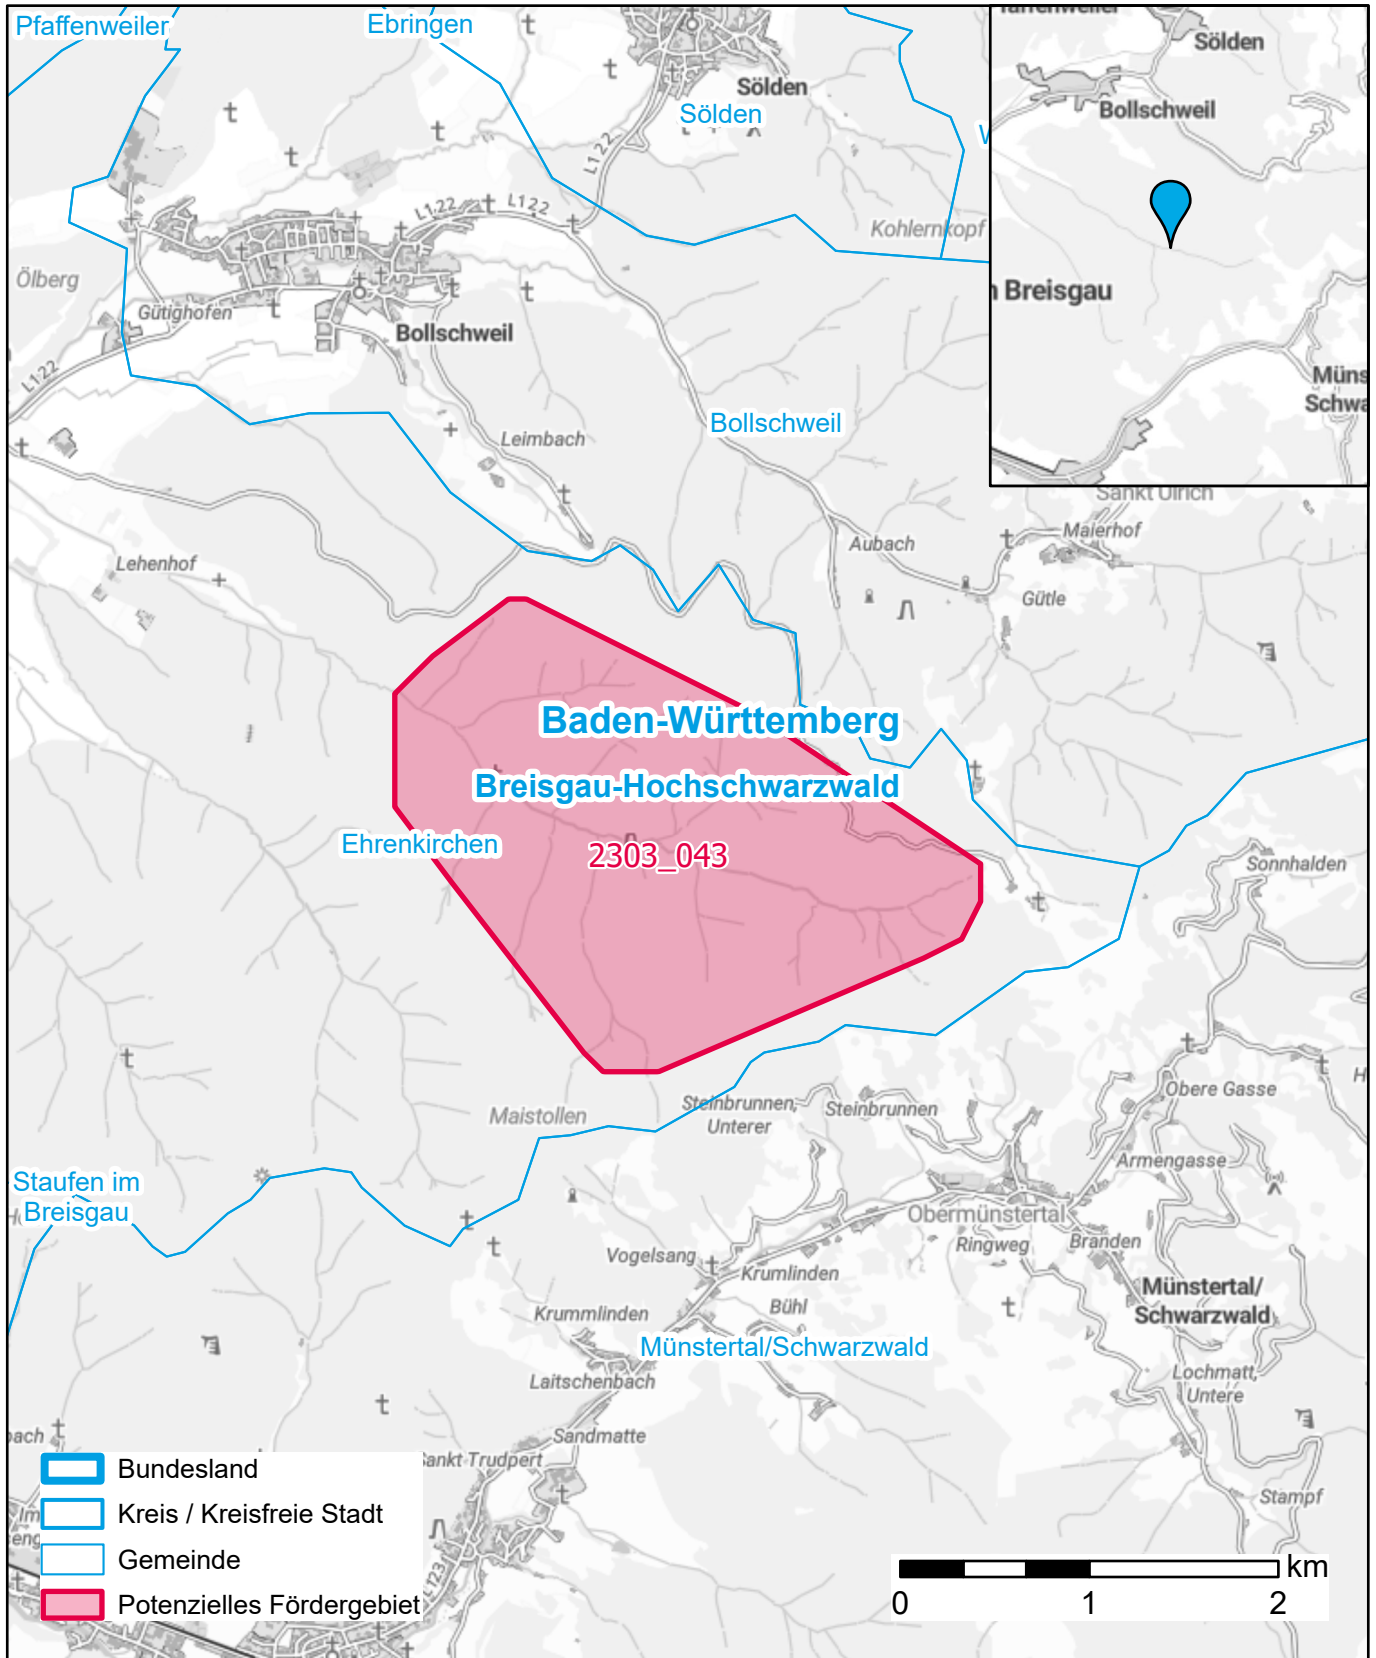 Pfaffenweiler
Ebringen
Sölden
Sölden
L122
L122
L122
Kohlernkopf
Ölberg
Gütighofen
Bollschweil
L122
Leimbach
Bollschweil
Sölden
Bollschweil
Breisgau
Müns
Schwa
Sankt Ulrich
Maierhof
Aubach
Gütle
Lehenhof
Baden-Württemberg
Breisgau-Hochschwarzwald
Ehrenkirchen
2303_043
Sonnhalden
Maistollen
Steinbrunnen,
Unterer
Steinbrunnen
Obere Gasse
Armengasse
Staufen im
Breisgau
Obermünstertal
Ringweg
Branden
Vogelsang
Krumlinden
Bühl
Krummlinden
Münstertal/
Schwarzwald
Münstertal/Schwarzwald
Laitschenbach
Lochmatt,
Untere
Sandmatte
Sankt Trudpert
Stampf
L123
Bundesland
Kreis / Kreisfreie Stadt
Gemeinde
Potenzielles Fördergebiet
km
0 1 2